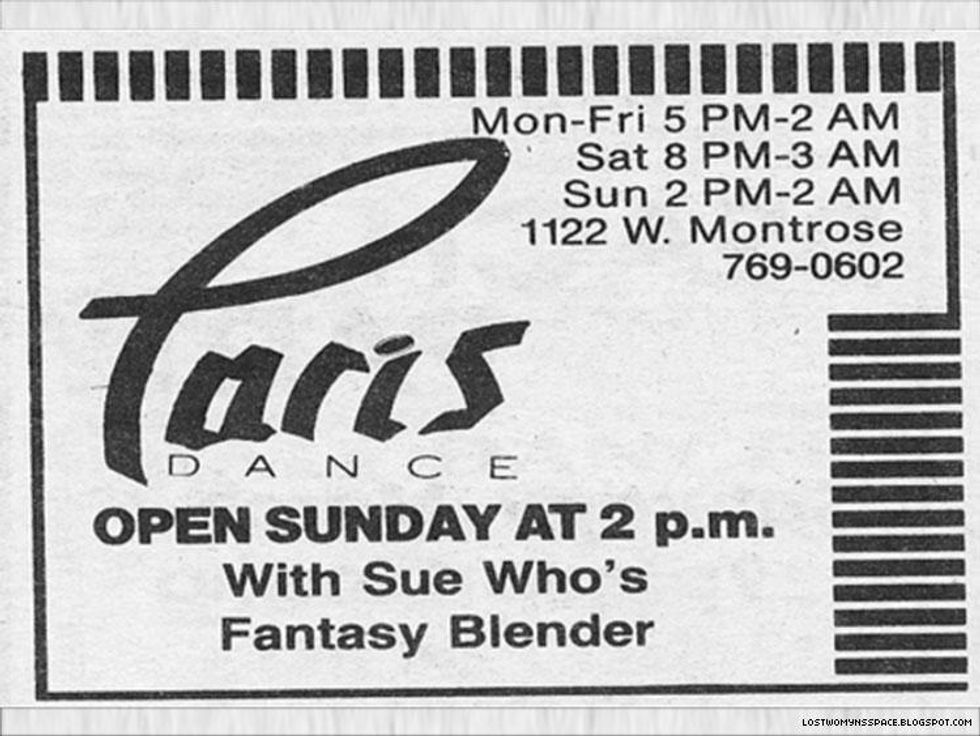 Mon-Fri 5 PM-2 AM
Sat 8 PM-3 AM
Sun 2 PM-2 AM
1122 W. Montrose
769-0602
Paris
DANCE
OPEN SUNDAY AT 2 p.m.
With Sue Who's
Fantasy Blender
LOSTWOMYNSSPACE.BLOGSPOT.COM